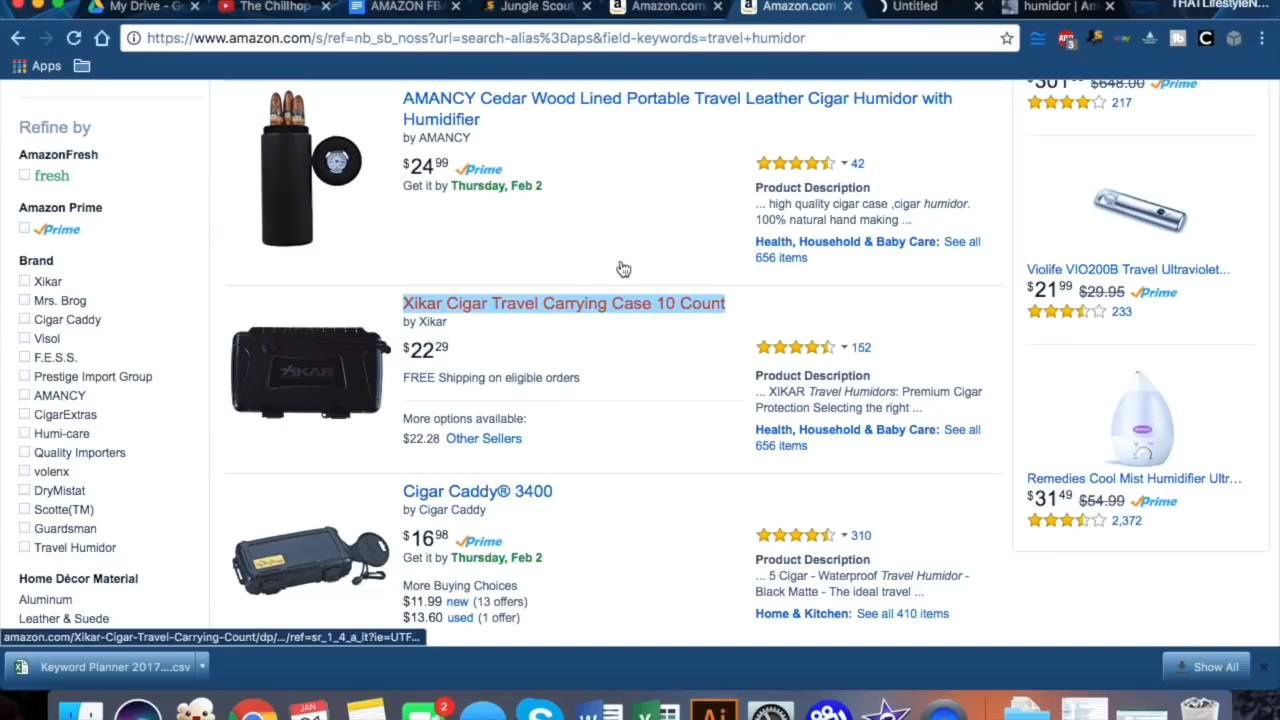 My Drive - G
The Chillhop
AMAZON FB
Jungle Scout
Amazon.com
Amazon.com
Untitled
humidor | Am
THATLifestyleN...
https://www.amazon.com/s/ref=nb_sb_noss?url=search-alias%3Daps&field-keywords=travel+humidor
Apps
Refine by
AmazonFresh
fresh
Amazon Prime
Prime
Brand
Xikar
Mrs. Brog
Cigar Caddy
Visol
F.E.S.S.
Prestige Import Group
AMANCY
CigarExtras
Humi-care
Quality Importers
volenx
DryMistat
Scotte(TM)
Guardsman
Travel Humidor
Home Décor Material
Aluminum
Leather & Suede
AMANCY Cedar Wood Lined Portable Travel Leather Cigar Humidor with
Humidifier
by AMANCY
$24 99 Prime
Get it by Thursday, Feb 2
42
Product Description
... high quality cigar case ,cigar humidor.
100% natural hand making ...
Health, Household & Baby Care: See all
656 items
Xikar Cigar Travel Carrying Case 10 Count
by Xikar
$22 29
FREE Shipping on eligible orders
More options available:
$22.28 Other Sellers
152
Product Description
... XIKAR Travel Humidors: Premium Cigar
Protection Selecting the right ...
Health, Household & Baby Care: See all
656 items
XIKAR
Cigar Caddy® 3400
by Cigar Caddy
$16 98 Prime
Get it by Thursday, Feb 2
More Buying Choices
$11.99 new (13 offers)
$13.60 used (1 offer)
310
Product Description
... 5 Cigar - Waterproof Travel Humidor -
Black Matte - The ideal travel ...
Home & Kitchen: See all 410 items
$648.00 Prime
217
Violife VIO200B Travel Ultraviolet...
$21 99 $29.95 Prime
233
Remedies Cool Mist Humidifier Ultr...
$31 49 $54.99 Prime
2,372
amazon.com/Xikar-Cigar-Travel-Carrying-Count/dp/.../ref=sr_1_4_a_it?ie=UTF...
Keyword Planner 2017....csv
Show All
JAN
2